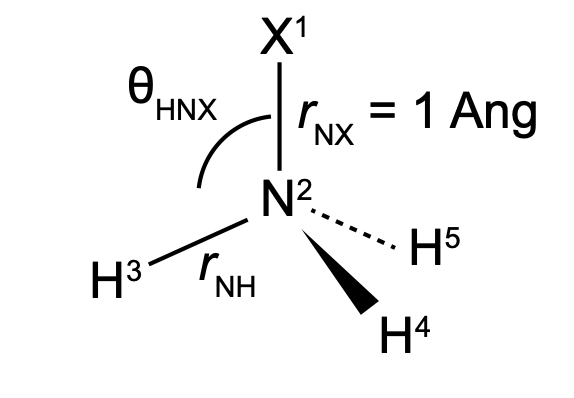 X¹
θHNX
rNX = 1 Ang
N²
H⁵
H³
rNH
H⁴